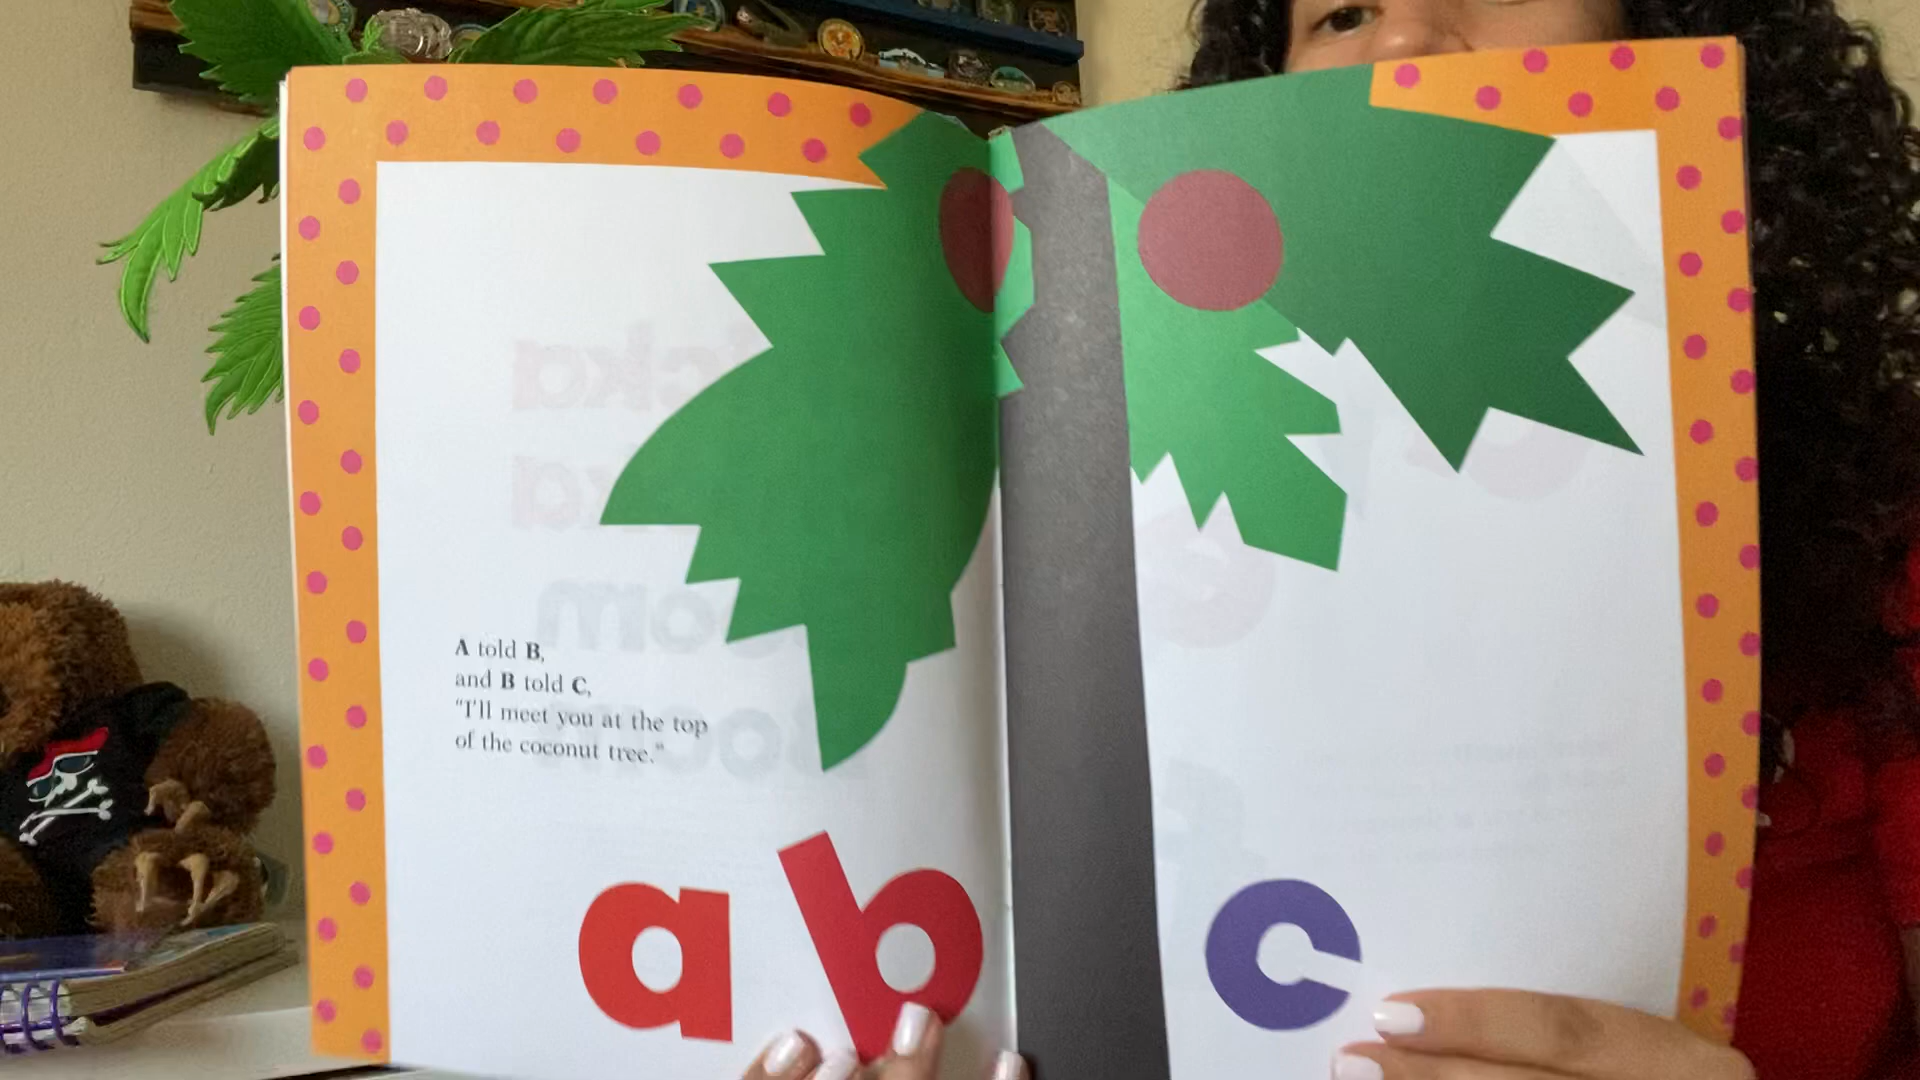 A told B,
and B told C,
"I'll meet you at the top
of the coconut tree."
a b c